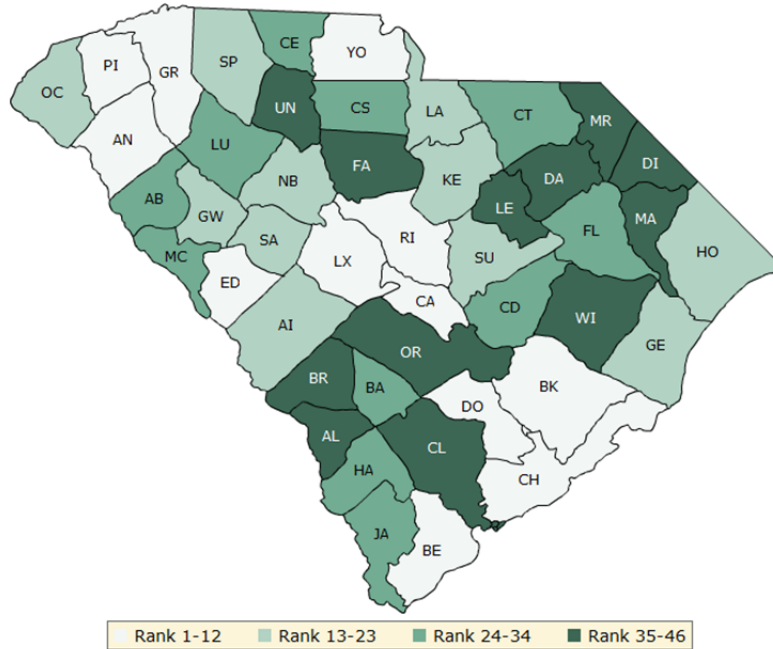 CE
YO
PI
GR
SP
OC
UN
CS
LA
CT
MR
AN
LU
DI
FA
NB
KE
DA
AB
GW
LE
MA
SA
RI
FL
HO
MC
LX
SU
ED
CA
CD
WI
AI
OR
GE
BR
BA
BK
DO
AL
CL
HA
CH
JA
BE
Rank 1-12 Rank 13-23 Rank 24-34 Rank 35-46